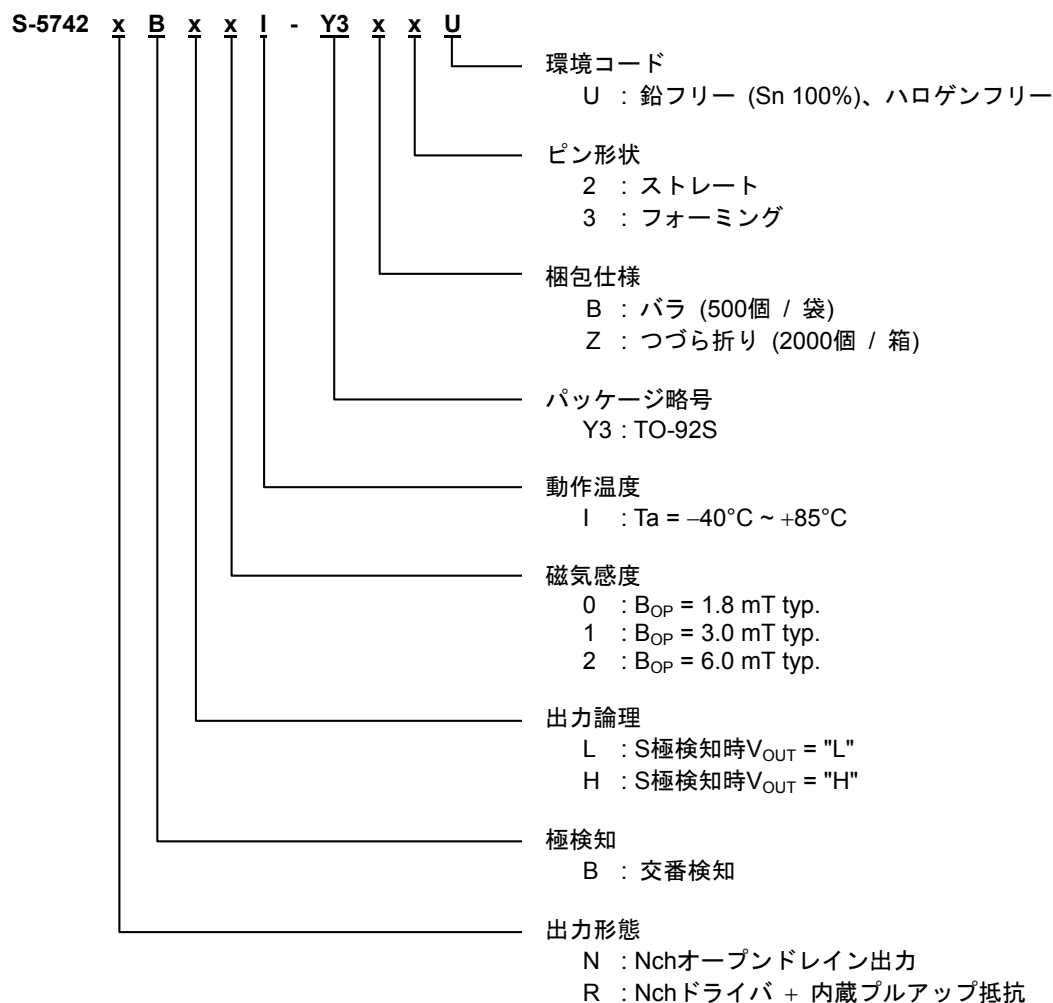 S-5742 x B x x I - Y3 x x U
環境コード
U : 鉛フリー (Sn 100%)、ハロゲンフリー
ピン形状
2 : ストレート
3 : フォーミング
梱包仕様
B : バラ (500個 / 袋)
Z : つづら折り (2000個 / 箱)
パッケージ略号
Y3 : TO-92S
動作温度
I : Ta = −40°C ~ +85°C
磁気感度
0 : BOP = 1.8 mT typ.
1 : BOP = 3.0 mT typ.
2 : BOP = 6.0 mT typ.
出力論理
L : S極検知時VOUT = "L"
H : S極検知時VOUT = "H"
極検知
B : 交番検知
出力形態
N : Nchオープンドレイン出力
R : Nchドライバ + 内蔵プルアップ抵抗